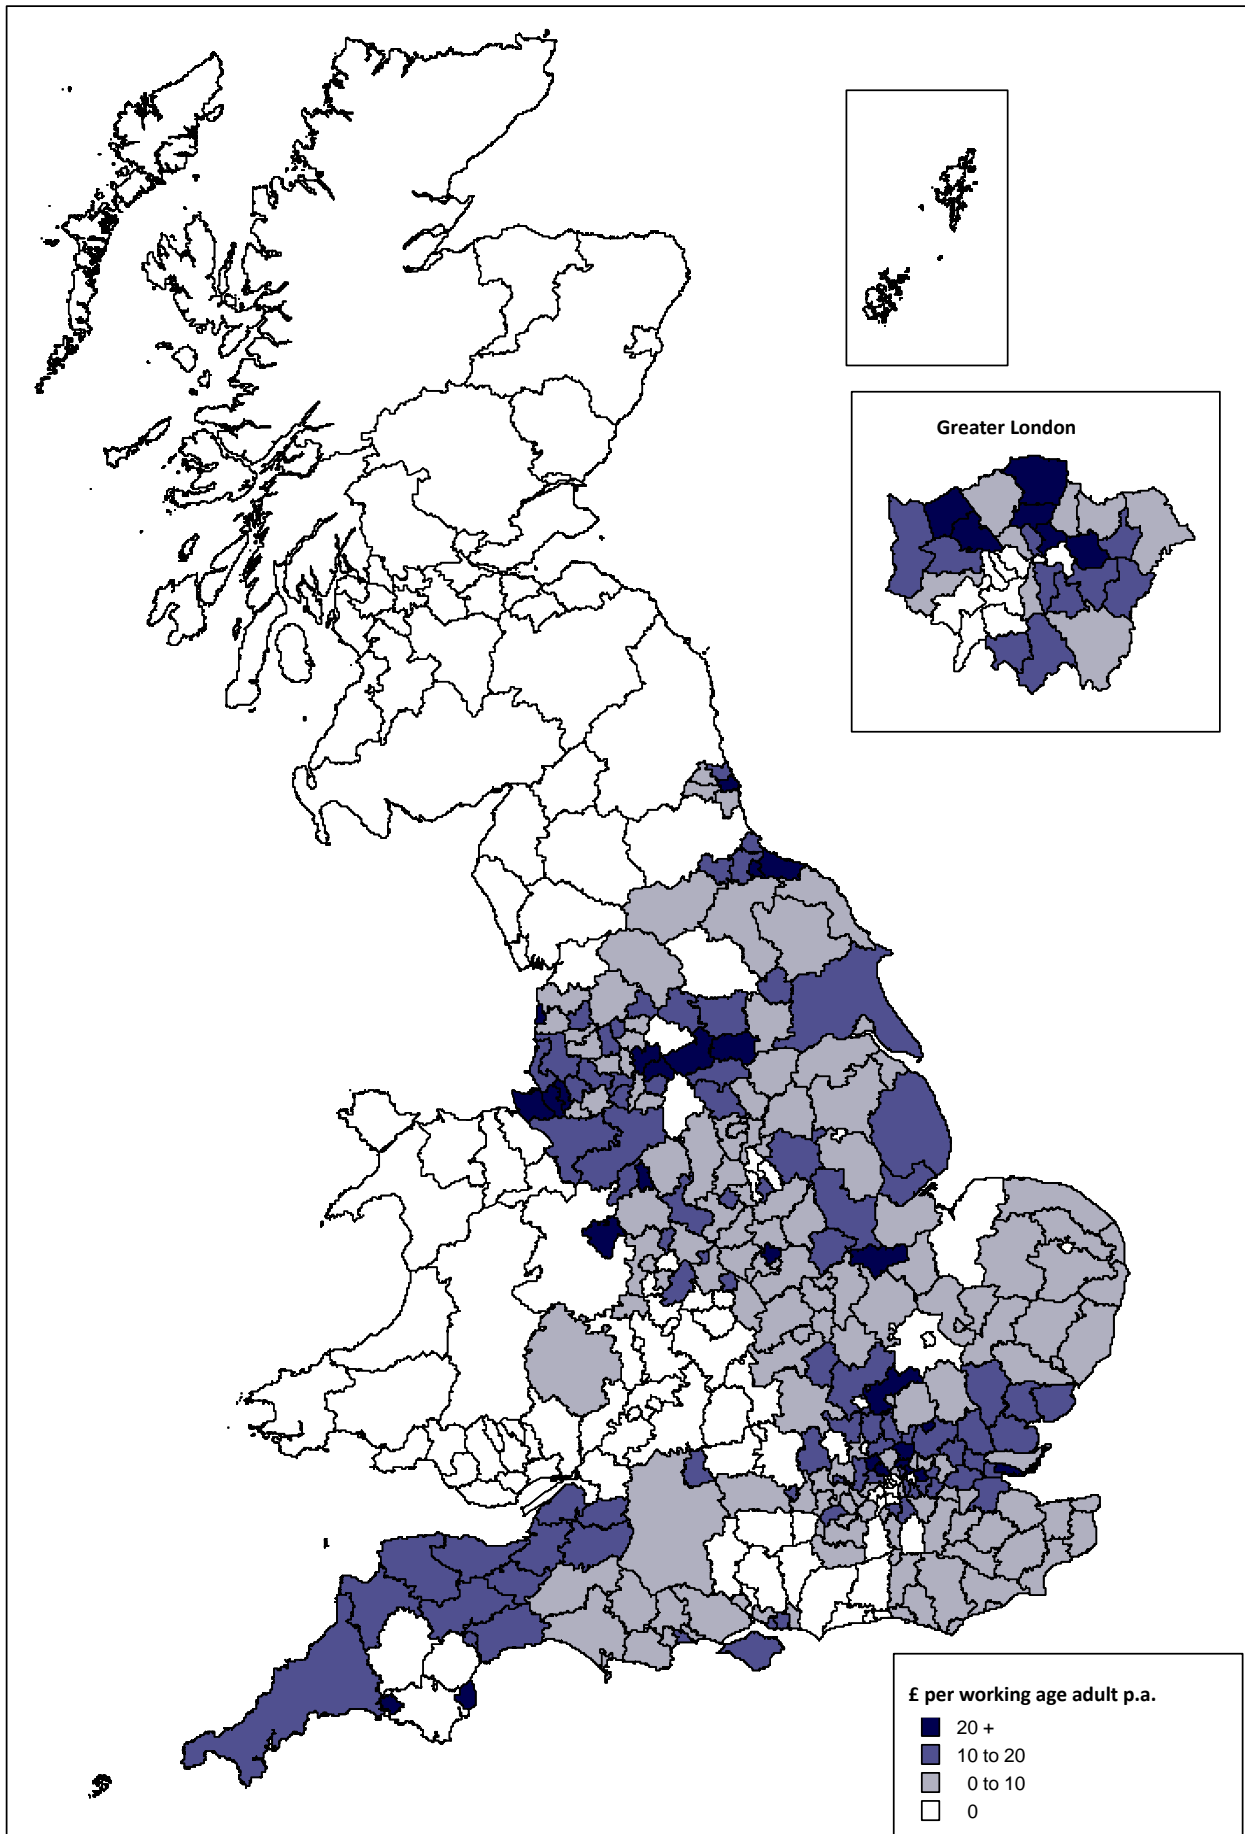 Greater London
£ per working age adult p.a.
20 +
10 to 20
0 to 10
0